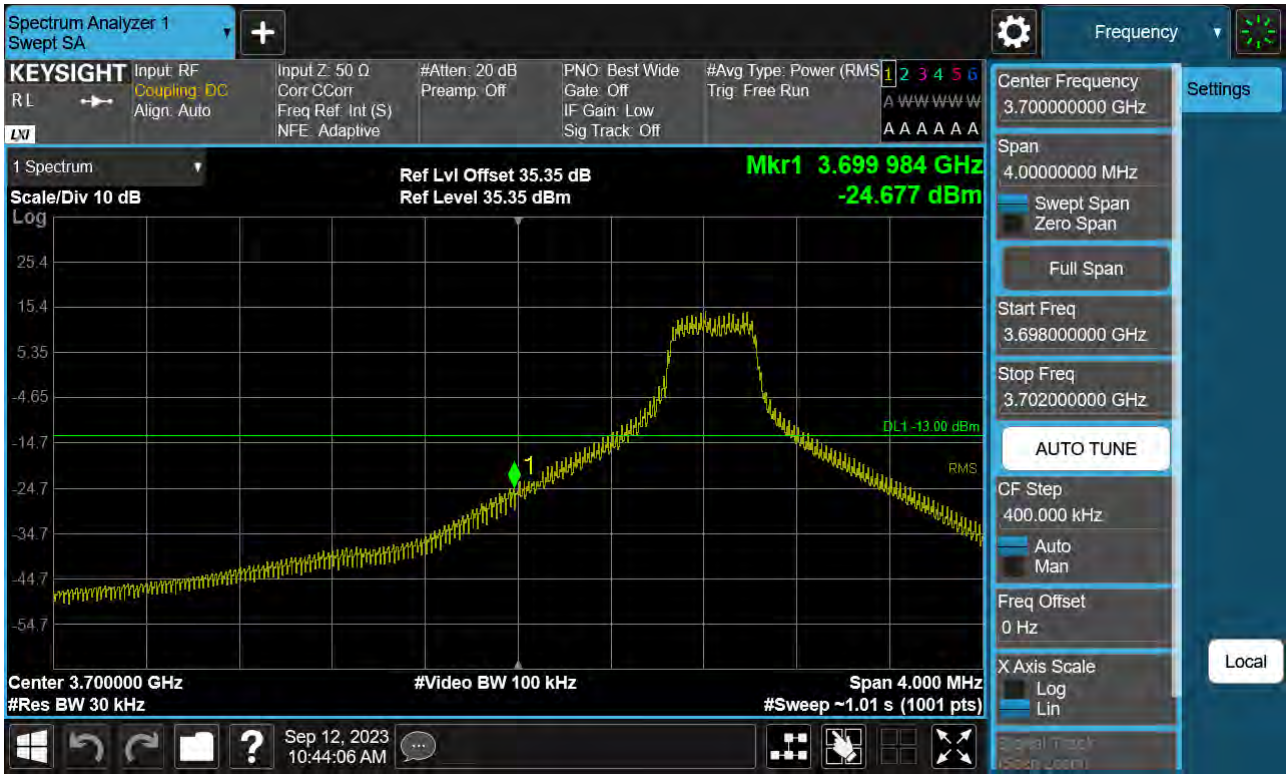 Spectrum Analyzer 1
Swept SA
+
Frequency
KEYSIGHT
RL
LXI
Input: RF
Coupling: DC
Align: Auto
Input Z: 50 Ω
Corr CCorr
Freq Ref: Int (S)
NFE: Adaptive
#Atten: 20 dB
Preamp: Off
PNO: Best Wide
Gate: Off
IF Gain: Low
Sig Track: Off
#Avg Type: Power (RMS
Trig: Free Run
1 2 3 4 5 6
A W W W W W
A A A A A A
1 Spectrum
Scale/Div 10 dB
Log
Ref Lvl Offset 35.35 dB
Ref Level 35.35 dBm
Mkr1 3.699 984 GHz
-24.677 dBm
25.4
15.4
5.35
-4.65
-14.7
-24.7
-34.7
-44.7
-54.7
DL1 -13.00 dBm
RMS
1
Center 3.700000 GHz
#Res BW 30 kHz
#Video BW 100 kHz
Span 4.000 MHz
#Sweep ~1.01 s (1001 pts)
Center Frequency
3.700000000 GHz
Span
4.00000000 MHz
Swept Span
Zero Span
Full Span
Start Freq
3.698000000 GHz
Stop Freq
3.702000000 GHz
AUTO TUNE
CF Step
400.000 kHz
Auto
Man
Freq Offset
0 Hz
X Axis Scale
Log
Lin
Signal Track
(Span Zoom)
Settings
Local
?
Sep 12, 2023
10:44:06 AM